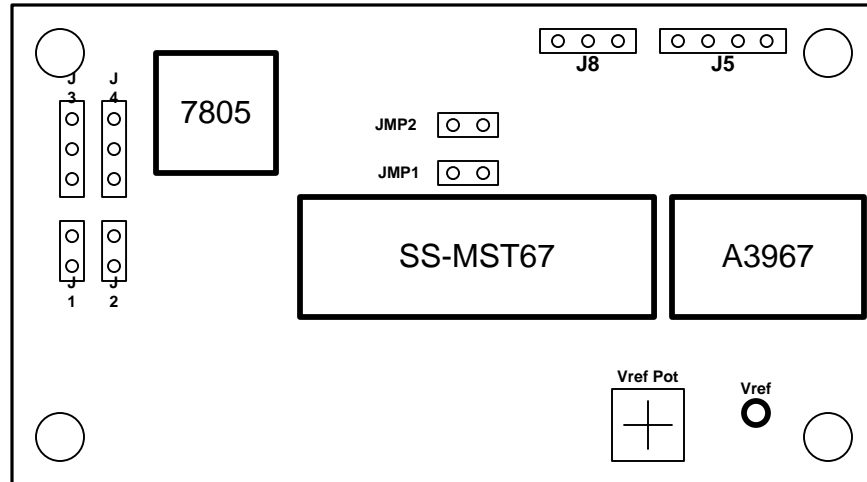 J8
J5
J
3
J
4
7805
JMP2
JMP1
SS-MST67
A3967
J
1
J
2
Vref Pot
Vref